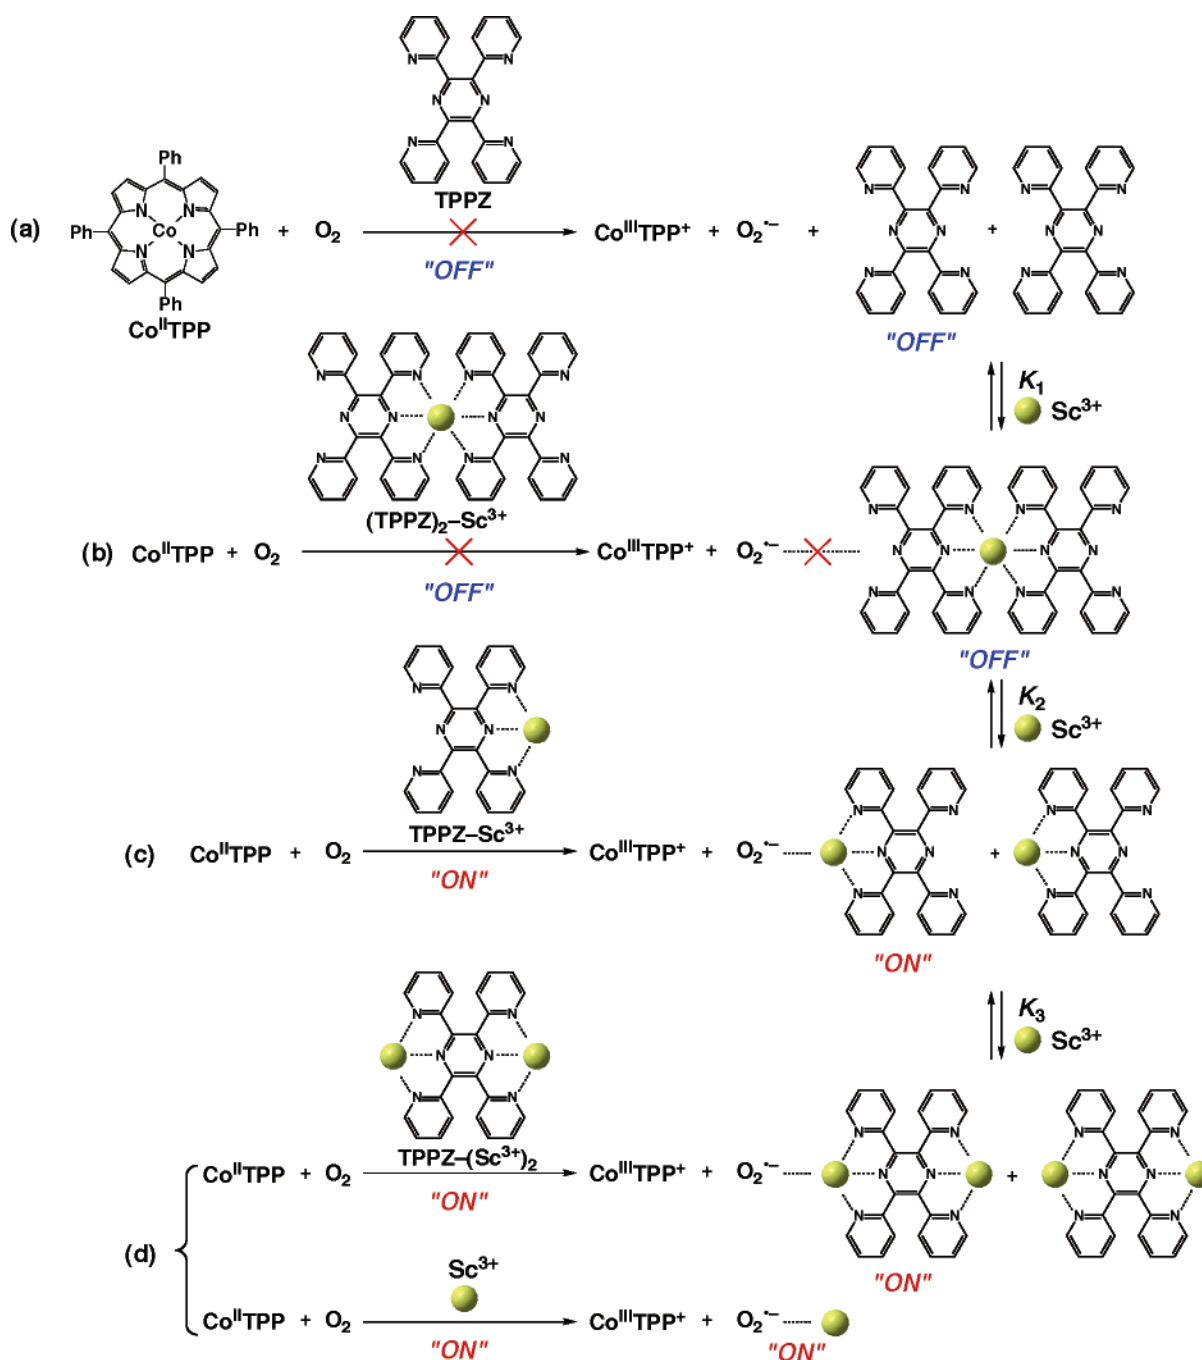 TPPZ
(a) Ph Ph Ph Ph N N N N Co + O₂ "OFF" CoᴵᴵᴵTPP⁺ + O₂•⁻ + +
CoᴵᴵTPP
"OFF"
K₁
Sc³⁺
(TPPZ)₂–Sc³⁺
(b) CoᴵᴵTPP + O₂ "OFF" Coᴵᴵᴵ​TPP⁺ + O₂•⁻
"OFF"
K₂
Sc³⁺
TPPZ–Sc³⁺
(c) CoᴵᴵTPP + O₂ "ON" CoᴵᴵᴵTPP⁺ + O₂•⁻ +
"ON"
K₃
Sc³⁺
TPPZ–(Sc³⁺)₂
(d) CoᴵᴵTPP + O₂ "ON" CoᴵᴵᴵTPP⁺ + O₂•⁻ +
"ON"
Sc³⁺
CoᴵᴵTPP + O₂ "ON" CoᴵᴵᴵTPP⁺ + O₂•⁻
"ON"